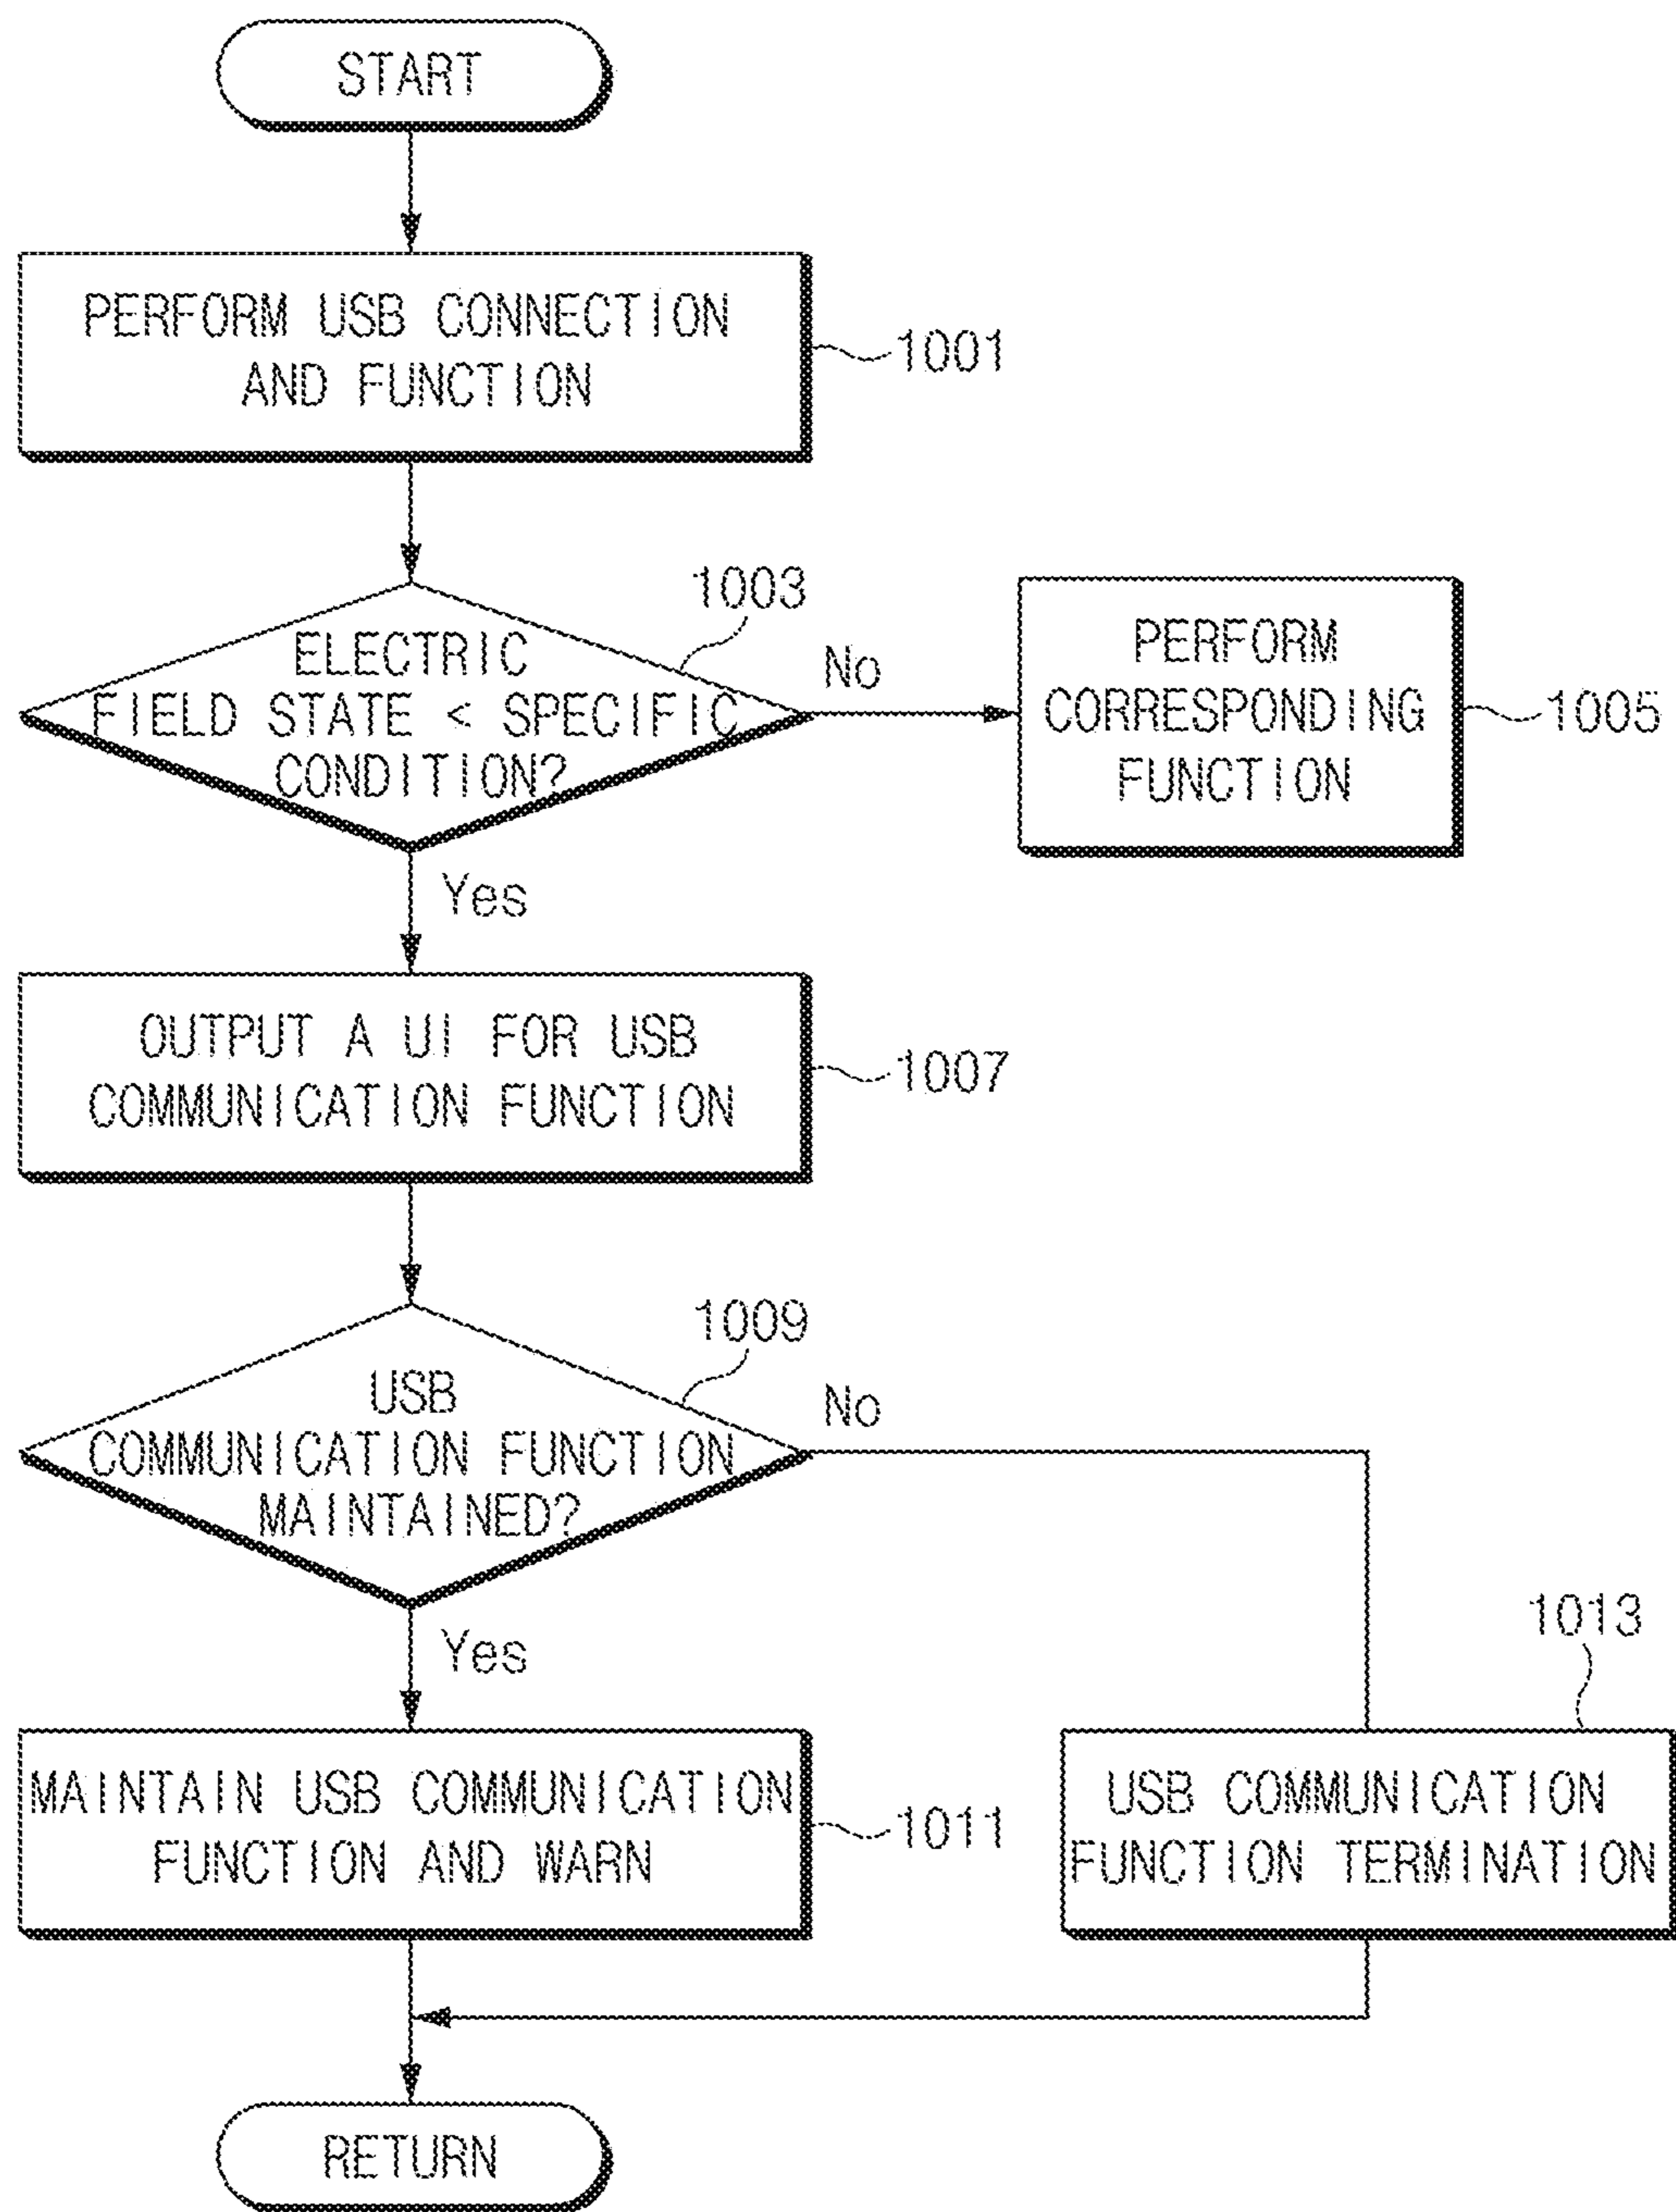 START
PERFORM USB CONNECTION
AND FUNCTION
1001
1003
ELECTRIC
FIELD STATE < SPECIFIC
CONDITION?
No
PERFORM
CORRESPONDING
FUNCTION
1005
Yes
OUTPUT A UI FOR USB
COMMUNICATION FUNCTION
1007
1009
USB
COMMUNICATION FUNCTION
MAINTAINED?
No
Yes
1013
MAINTAIN USB COMMUNICATION
FUNCTION AND WARN
1011
USB COMMUNICATION
FUNCTION TERMINATION
RETURN